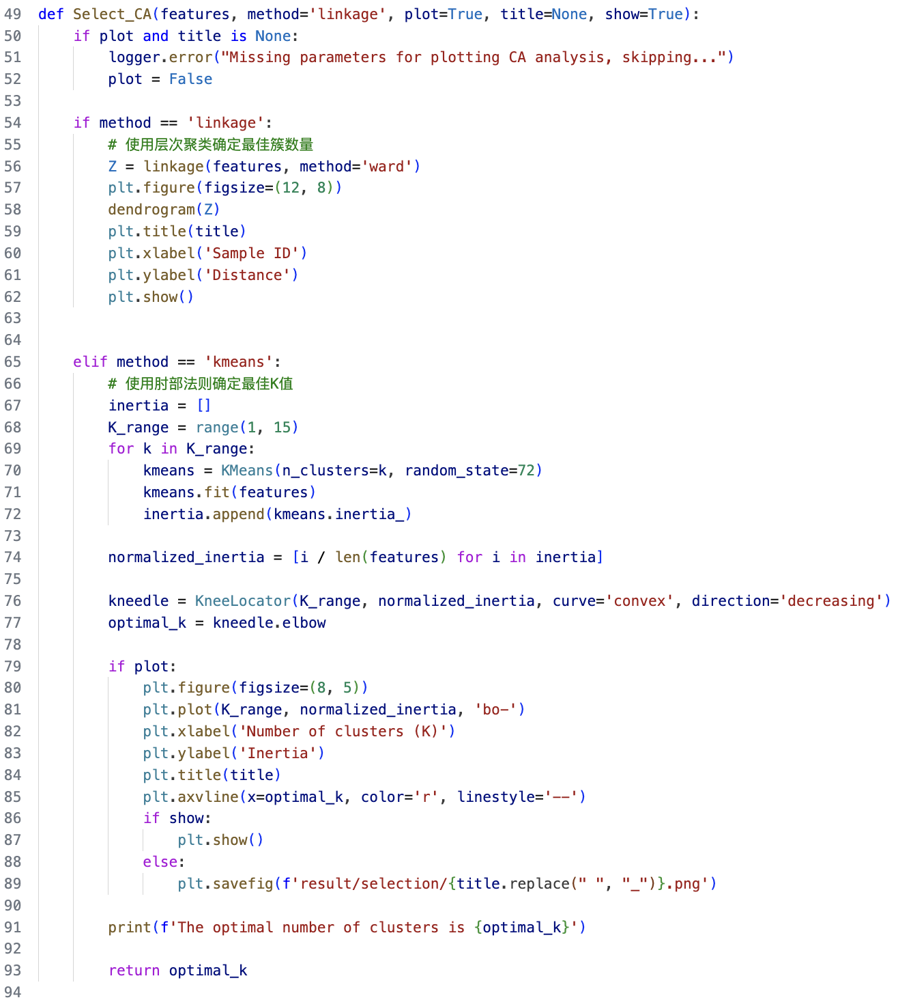 49 def Select_CA(features, method='linkage', plot=True, title=None, show=True):
50     if plot and title is None:
51         logger.error("Missing parameters for plotting CA analysis, skipping...")
52         plot = False
53
54     if method == 'linkage':
55         # 使用层次聚类确定最佳簇数量
56         Z = linkage(features, method='ward')
57         plt.figure(figsize=(12, 8))
58         dendrogram(Z)
59         plt.title(title)
60         plt.xlabel('Sample ID')
61         plt.ylabel('Distance')
62         plt.show()
63
64
65     elif method == 'kmeans':
66         # 使用肘部法则确定最佳K值
67         inertia = []
68         K_range = range(1, 15)
69         for k in K_range:
70             kmeans = KMeans(n_clusters=k, random_state=72)
71             kmeans.fit(features)
72             inertia.append(kmeans.inertia_)
73
74         normalized_inertia = [i / len(features) for i in inertia]
75
76         kneedle = KneeLocator(K_range, normalized_inertia, curve='convex', direction='decreasing')
77         optimal_k = kneedle.elbow
78
79         if plot:
80             plt.figure(figsize=(8, 5))
81             plt.plot(K_range, normalized_inertia, 'bo-')
82             plt.xlabel('Number of clusters (K)')
83             plt.ylabel('Inertia')
84             plt.title(title)
85             plt.axvline(x=optimal_k, color='r', linestyle='--')
86             if show:
87                 plt.show()
88             else:
89                 plt.savefig(f'result/selection/{title.replace(" ", "_")}.png')
90
91         print(f'The optimal number of clusters is {optimal_k}')
92
93         return optimal_k
94